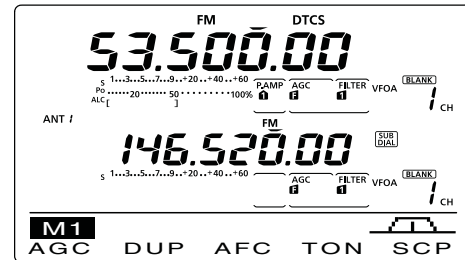 FM DTCS
53.500.00
S 1...3...5...7...9..+20..+40..+60 P.AMP AGC FILTER VFOA BLANK
Po ......20...... 50 ..........100% 1 F 1 1 CH
ALC [ ]
ANT 1
FM
146.520.00 SUB DIAL
S 1...3...5...7...9..+20..+40..+60 AGC FILTER VFOA BLANK
F 1 1 CH
M1
AGC DUP AFC TON SCP